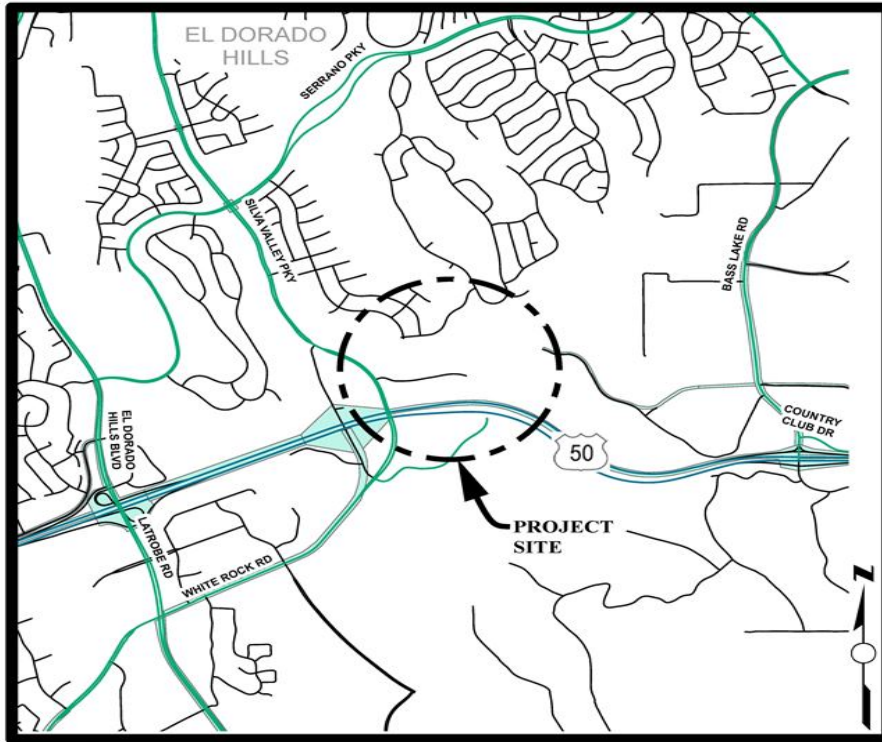 EL DORADO
HILLS
SERRANO PKY
SILVA VALLEY PKY
BASS LAKE RD
EL DORADO
HILLS BLVD
COUNTRY
CLUB DR
50
LATROBE RD
PROJECT
SITE
WHITE ROCK RD
N